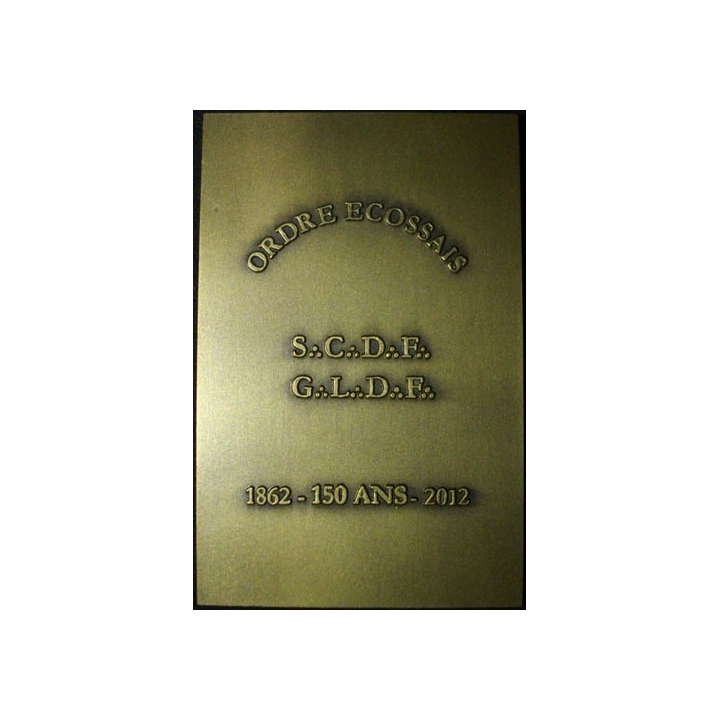 ORDRE ECOSSAIS
S∴C∴D∴F∴
G∴L∴D∴F∴
1862 - 150 ANS - 2012